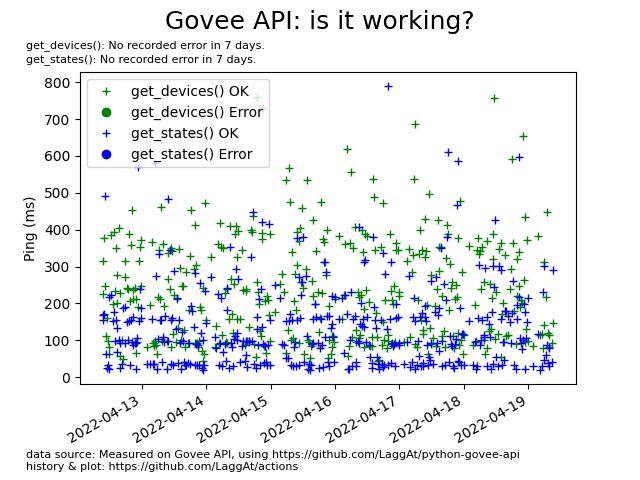 Govee API: is it working?
get_devices(): No recorded error in 7 days.
get_states(): No recorded error in 7 days.
800
700
600
500
400
300
200
100
0
Ping (ms)
get_devices() OK
get_devices() Error
get_states() OK
get_states() Error
2022-04-13
2022-04-14
2022-04-15
2022-04-16
2022-04-17
2022-04-18
2022-04-19
data source: Measured on Govee API, using https://github.com/LaggAt/python-govee-api
history & plot: https://github.com/LaggAt/actions